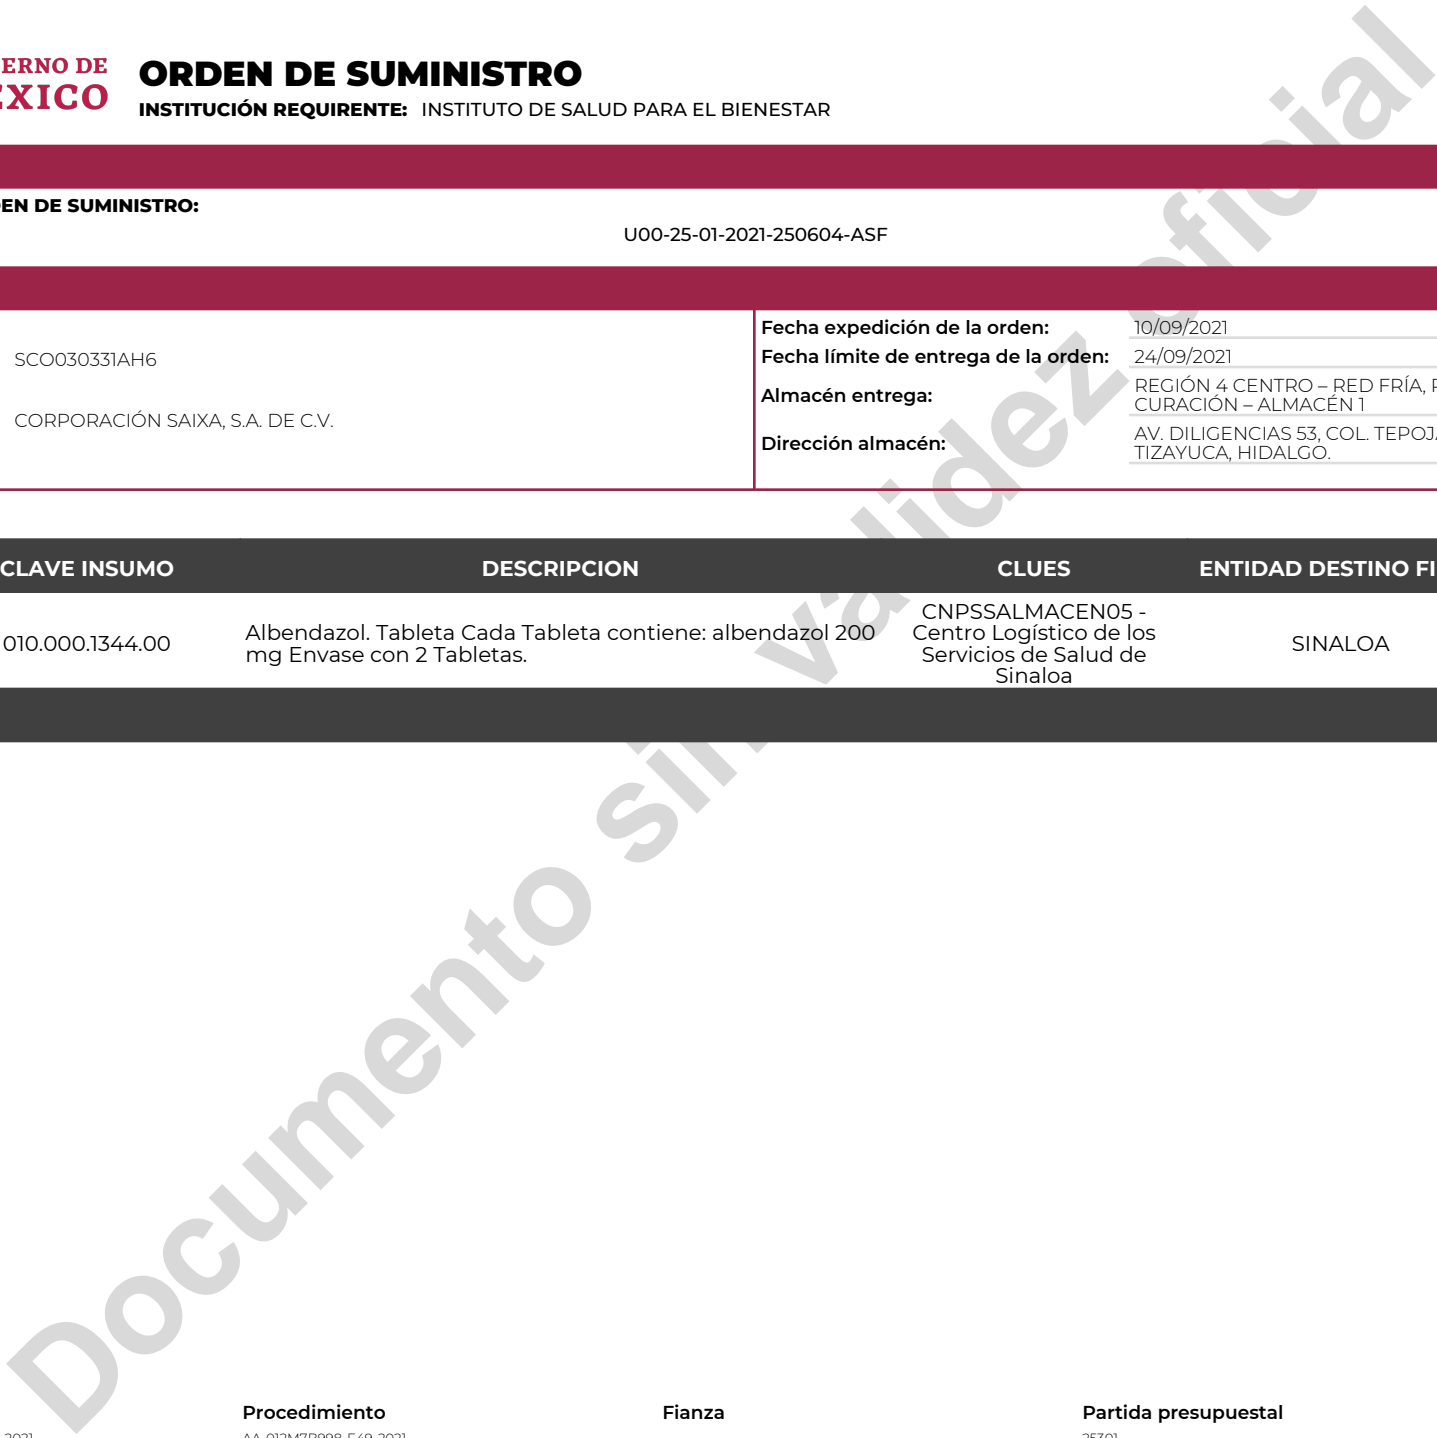 ERNO DE
ÉXICO
ORDEN DE SUMINISTRO
INSTITUCIÓN REQUIRENTE: INSTITUTO DE SALUD PARA EL BIENESTAR
EN DE SUMINISTRO:
U00-25-01-2021-250604-ASF
SCO030331AH6
CORPORACIÓN SAIXA, S.A. DE C.V.
Fecha expedición de la orden: 10/09/2021
Fecha límite de entrega de la orden: 24/09/2021
Almacén entrega: REGIÓN 4 CENTRO – RED FRÍA,
CURACIÓN – ALMACÉN 1
Dirección almacén: AV. DILIGENCIAS 53, COL. TEPOJA
TIZAYUCA, HIDALGO.
CLAVE INSUMO DESCRIPCION CLUES ENTIDAD DESTINO FI
010.000.1344.00
Albendazol. Tableta Cada Tableta contiene: albendazol 200
mg Envase con 2 Tabletas.
CNPSSALMACEN05 -
Centro Logístico de los
Servicios de Salud de
Sinaloa
SINALOA
Documento sin validez oficial
Procedimiento Fianza Partida presupuestal